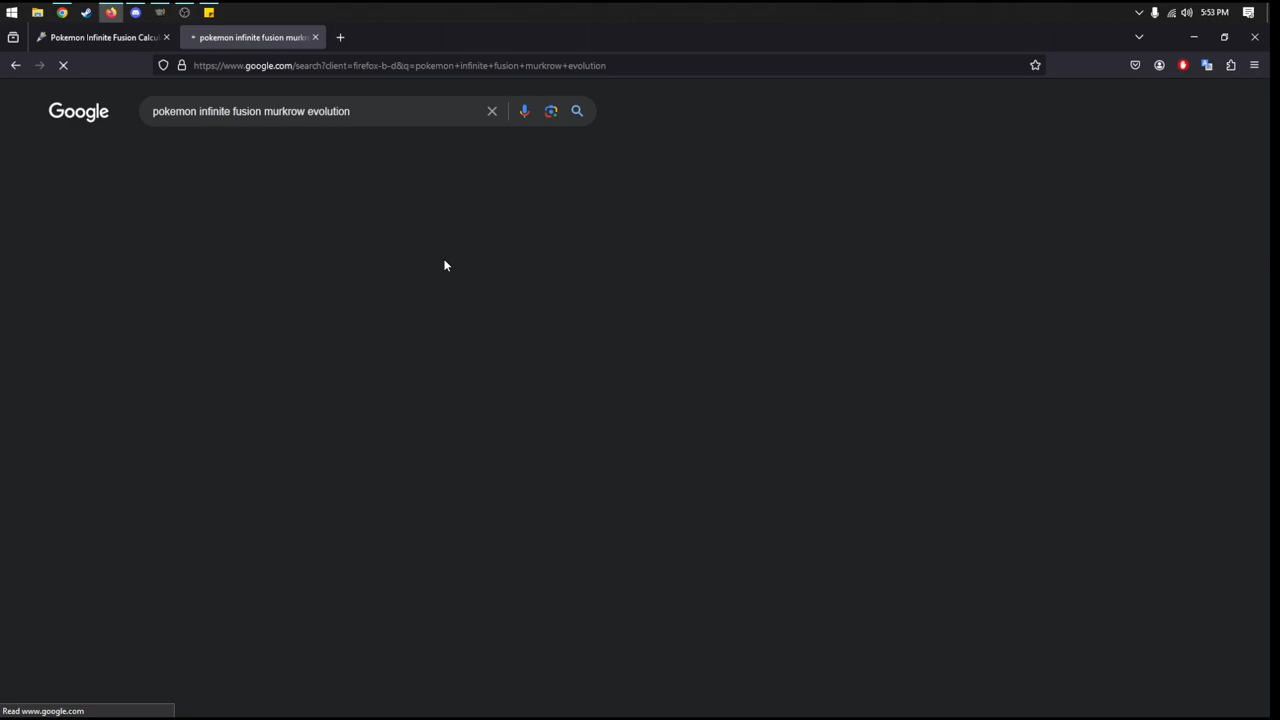 5:53 PM
Pokemon Infinite Fusion Calcul
pokemon infinite fusion murkr
https://www.google.com/search?client=firefox-b-d&q=pokemon+infinite+fusion+murkrow+evolution
Google
pokemon infinite fusion murkrow evolution
Read www.google.com